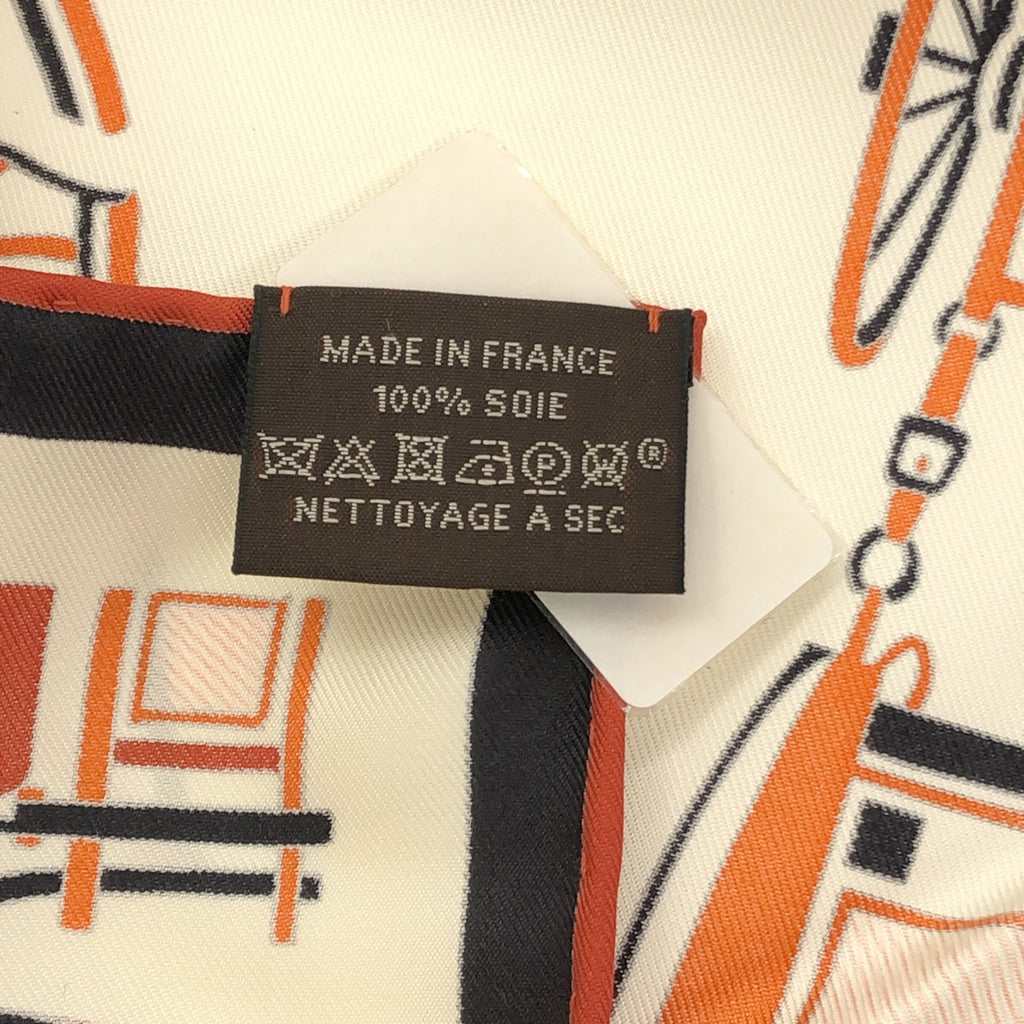 MADE IN FRANCE
100% SOIE
P W ®
NETTOYAGE A SEC